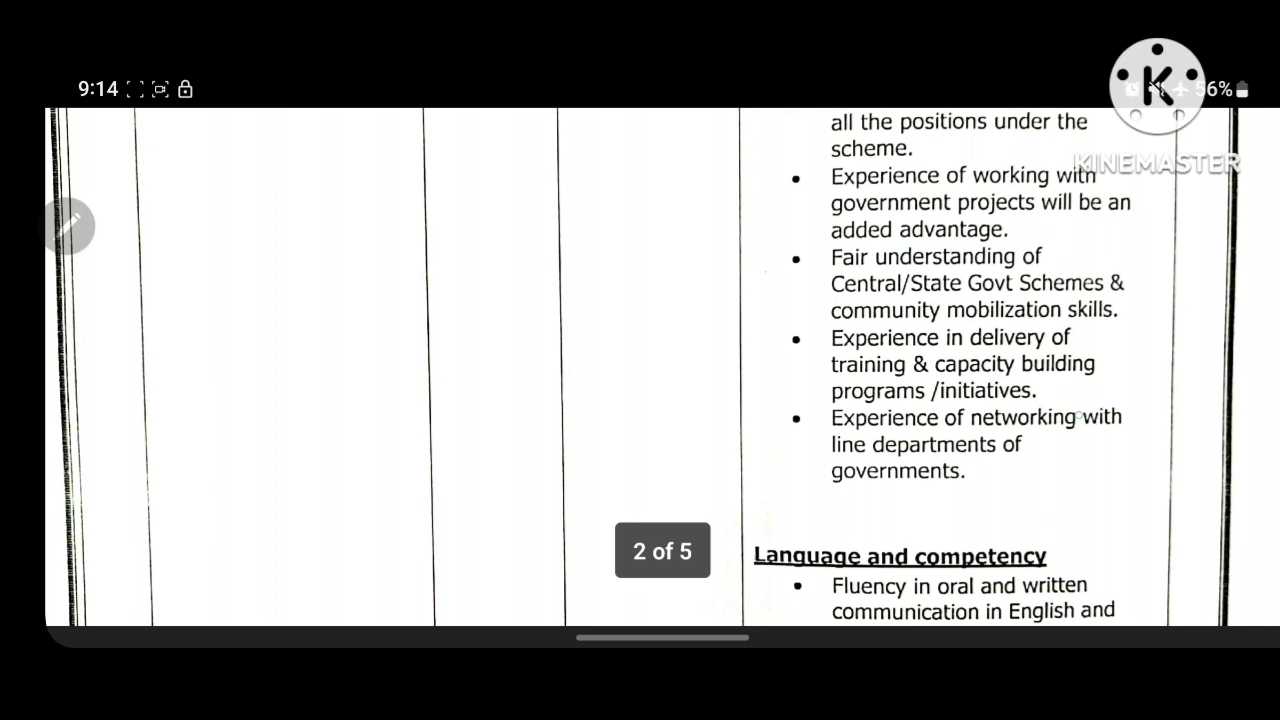 9:14
56%
K
KINEMASTER
all the positions under the
scheme.
• Experience of working with
government projects will be an
added advantage.
• Fair understanding of
Central/State Govt Schemes &
community mobilization skills.
• Experience in delivery of
training & capacity building
programs /initiatives.
• Experience of networking with
line departments of
governments.
2 of 5
Language and competency
• Fluency in oral and written
communication in English and